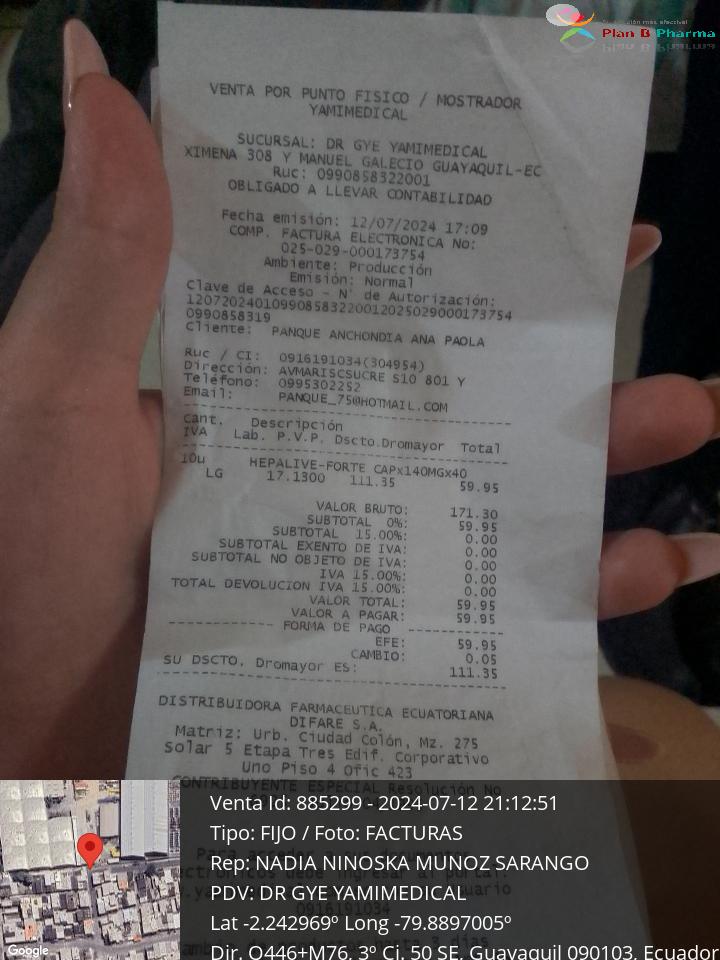 Plan B Pharma
VENTA POR PUNTO FISICO / MOSTRADOR
YAMIMEDICAL
SUCURSAL: DR GYE YAMIMEDICAL
XIMENA 308 Y MANUEL GALECIO GUAYAQUIL-EC
Ruc: 0990858322001
OBLIGADO A LLEVAR CONTABILIDAD
Fecha emisión: 12/07/2024 17:09
COMP. FACTURA ELECTRONICA No:
025-029-000173754
Ambiente: Producción
Emisión: Normal
Clave de Acceso - N° de Autorización:
120720240109908583220012025029000173754
0990858319
Cliente: PANQUE ANCHONDIA ANA PAOLA
Ruc / CI: 0916191034(304954)
Dirección: AVMARISCSUCRE S10 801 Y
Teléfono: 0995302252
Email: PANQUE_75@HOTMAIL.COM
Cant. Descripción
IVA Lab. P.V.P. Dscto.Dromayor Total
10u HEPALIVE-FORTE CAPx140MGx40
LG 17.1300 111.35 59.95
VALOR BRUTO: 171.30
SUBTOTAL 0%: 59.95
SUBTOTAL 15.00%: 0.00
SUBTOTAL EXENTO DE IVA: 0.00
SUBTOTAL NO OBJETO DE IVA: 0.00
IVA 15.00%: 0.00
TOTAL DEVOLUCION IVA 15.00%: 0.00
VALOR TOTAL: 59.95
VALOR A PAGAR: 59.95
---------- FORMA DE PAGO ----------
EFE: 59.95
CAMBIO: 0.05
SU DSCTO. Dromayor ES: 111.35
DISTRIBUIDORA FARMACEUTICA ECUATORIANA
DIFARE S.A.
Matriz: Urb. Ciudad Colón, Mz. 275
Solar 5 Etapa Tres Edif. Corporativo
Uno Piso 4 Ofic 423
CONTRIBUYENTE ESPECIAL Resolución No
Venta Id: 885299 - 2024-07-12 21:12:51
Tipo: FIJO / Foto: FACTURAS
Rep: NADIA NINOSKA MUNOZ SARANGO
PDV: DR GYE YAMIMEDICAL
0916191034
Lat -2.242969º Long -79.8897005º
Dir. Q446+M76, 3º Cj. 50 SE, Guayaquil 090103, Ecuador
Google